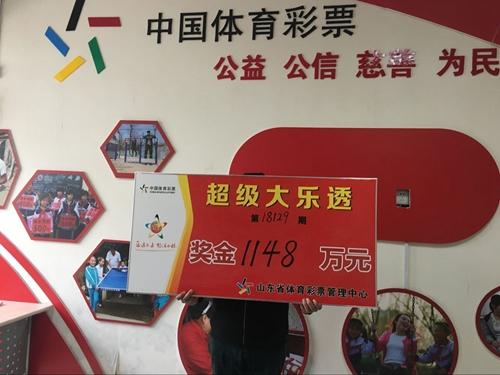 中国体育彩票
公益 公信 慈善 为民
中国体育彩票
超级大乐透
第18129期
奖金1148万元
山东省体育彩票管理中心